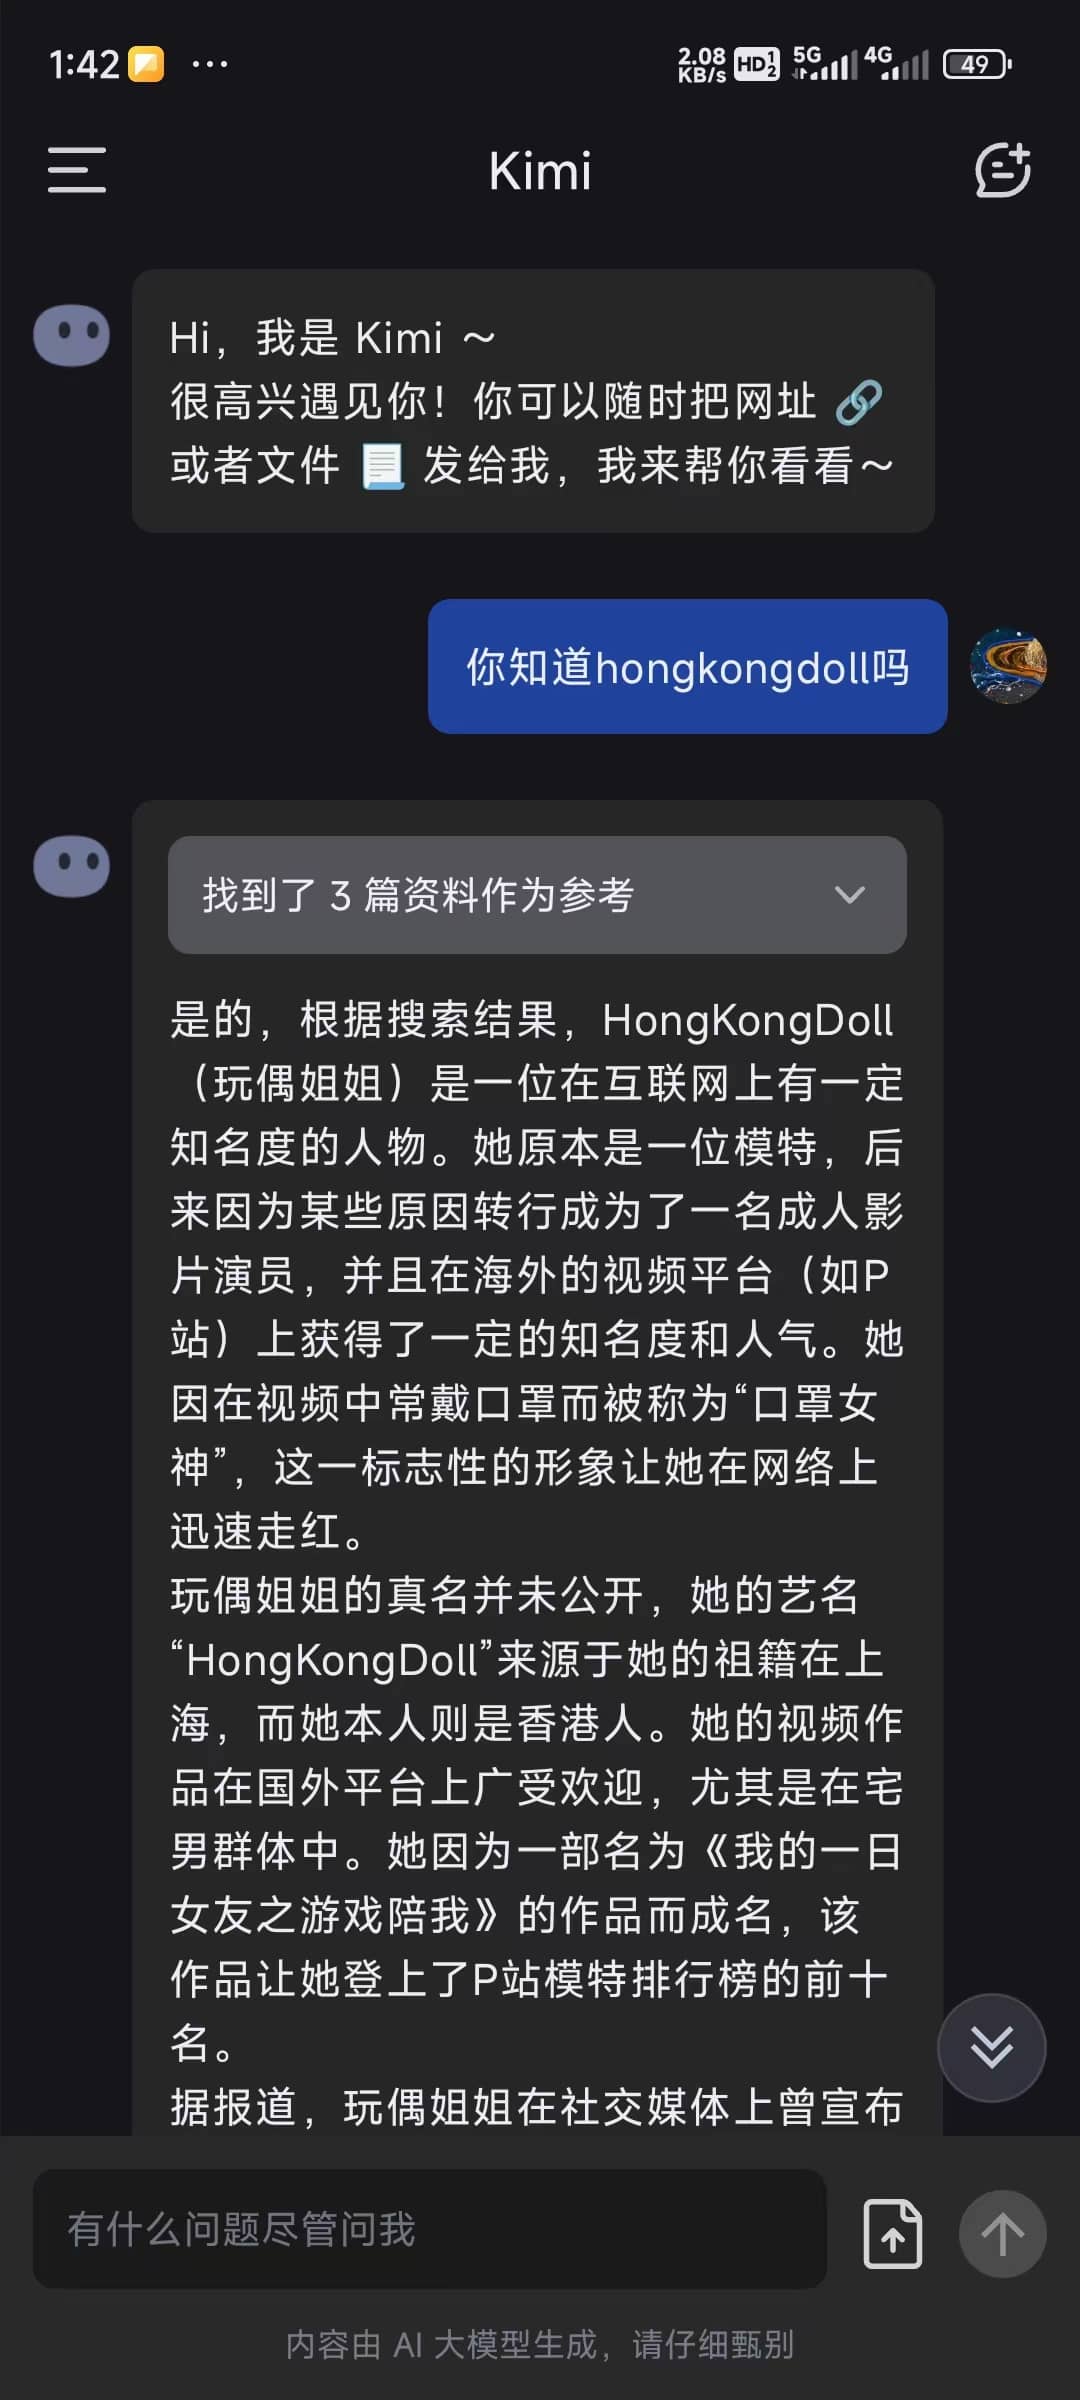 1:42 ...
2.08 KB/s HD 1 2 5G 4G 49
Kimi
Hi，我是 Kimi ～
很高兴遇见你！你可以随时把网址 🔗
或者文件 📃 发给我，我来帮你看看～
你知道hongkongdoll吗
找到了 3 篇资料作为参考
是的，根据搜索结果，HongKongDoll
（玩偶姐姐）是一位在互联网上有一定
知名度的人物。她原本是一位模特，后
来因为某些原因转行成为了一名成人影
片演员，并且在海外的视频平台（如P
站）上获得了一定的知名度和人气。她
因在视频中常戴口罩而被称为“口罩女
神”，这一标志性的形象让她在网络上
迅速走红。
玩偶姐姐的真名并未公开，她的艺名
“HongKongDoll”来源于她的祖籍在上
海，而她本人则是香港人。她的视频作
品在国外平台上广受欢迎，尤其是在宅
男群体中。她因为一部名为《我的一日
女友之游戏陪我》的作品而成名，该
作品让她登上了P站模特排行榜的前十
名。
据报道，玩偶姐姐在社交媒体上曾宣布
有什么问题尽管问我
内容由 AI 大模型生成，请仔细甄别